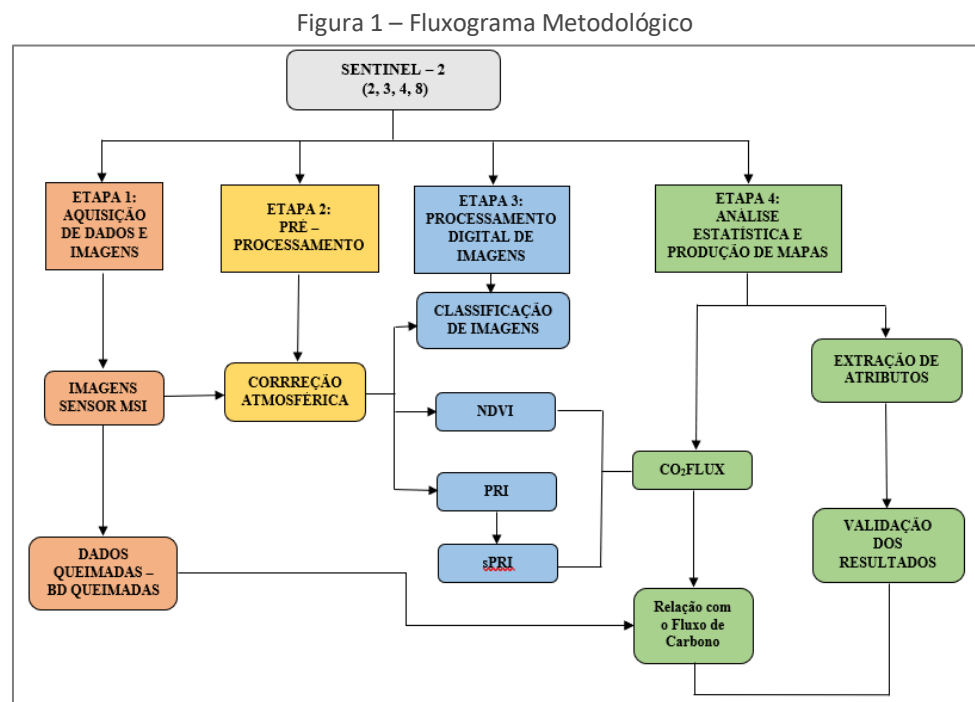 Figura 1 – Fluxograma Metodológico
SENTINEL – 2
(2, 3, 4, 8)
ETAPA 1:
AQUISIÇÃO
DE DADOS E
IMAGENS
ETAPA 2:
PRÉ –
PROCESSAMENTO
ETAPA 3:
PROCESSAMENTO
DIGITAL DE
IMAGENS
ETAPA 4:
ANÁLISE
ESTATÍSTICA E
PRODUÇÃO DE MAPAS
CLASSIFICAÇÃO
DE IMAGENS
EXTRAÇÃO DE
ATRIBUTOS
IMAGENS
SENSOR MSI
CORRREÇÃO
ATMOSFÉRICA
NDVI
CO₂FLUX
PRI
sPRI
VALIDAÇÃO
DOS
RESULTADOS
DADOS
QUEIMADAS –
BD QUEIMADAS
Relação com
o Fluxo de
Carbono